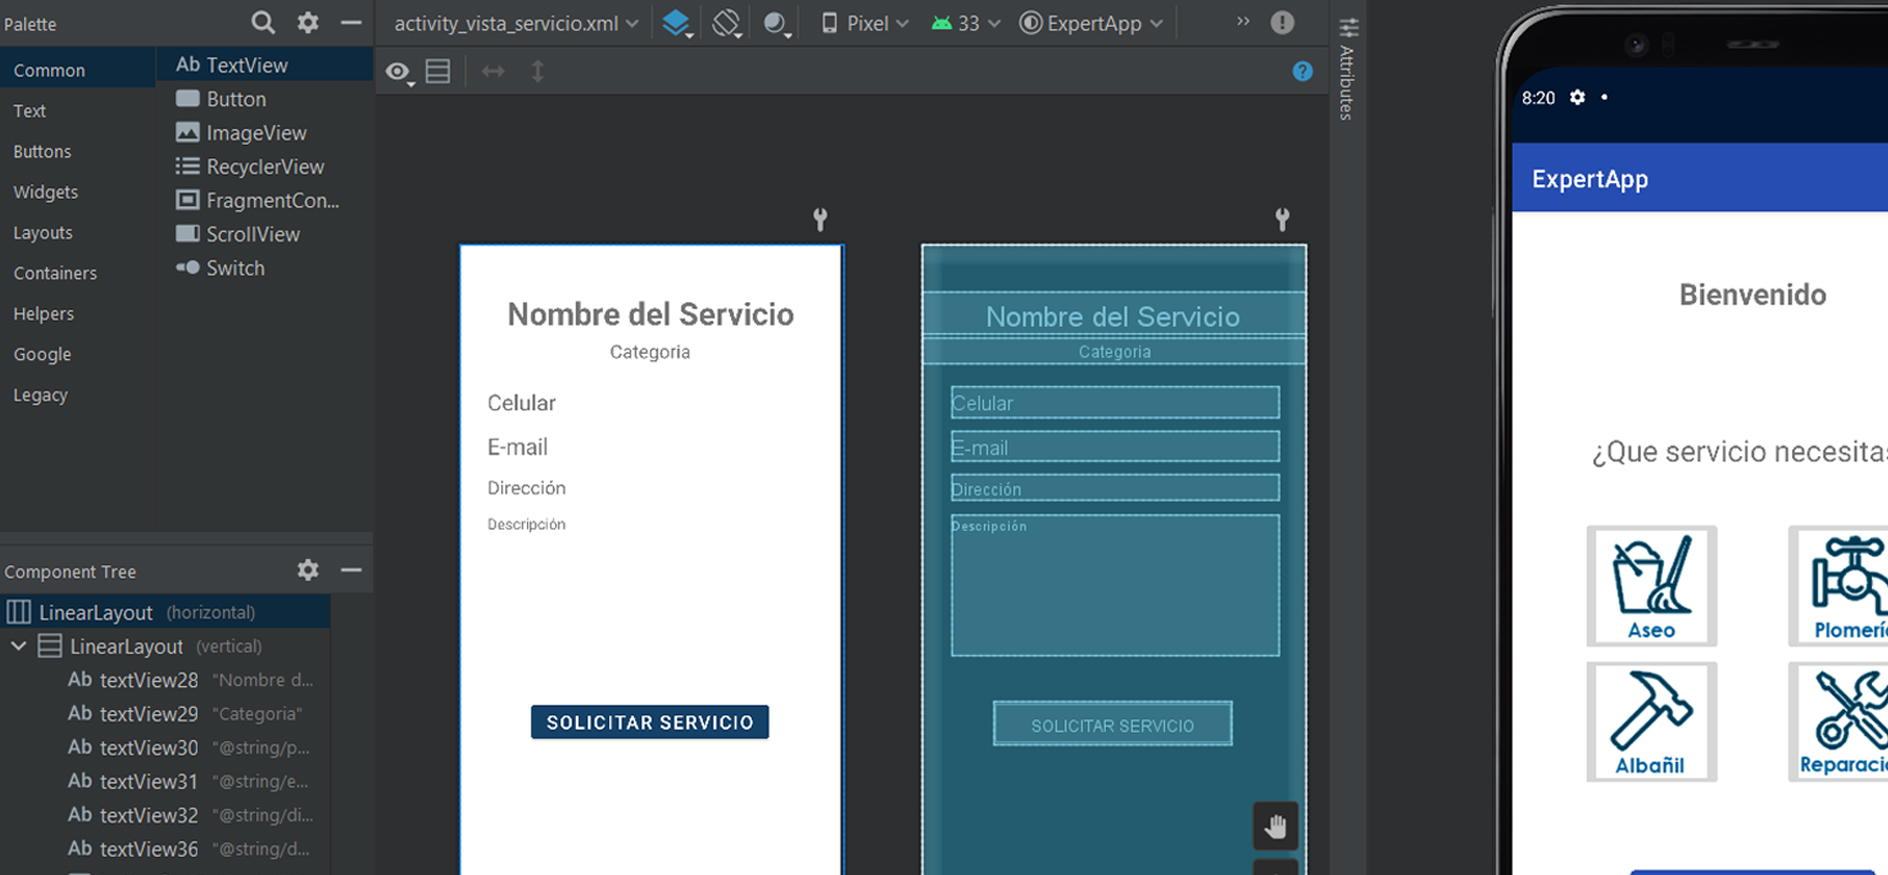 Palette
activity_vista_servicio.xml
Pixel
33
ExpertApp
Common
Text
Buttons
Widgets
Layouts
Containers
Helpers
Google
Legacy
Ab TextView
Button
ImageView
RecyclerView
FragmentCon...
ScrollView
Switch
Attributes
Component Tree
LinearLayout (horizontal)
LinearLayout (vertical)
Ab textView28 "Nombre d...
Ab textView29 "Categoria"
Ab textView30 "@string/p...
Ab textView31 "@string/e...
Ab textView32 "@string/di...
Ab textView36 "@string/d...
Nombre del Servicio
Categoria
Celular
E-mail
Dirección
Descripción
SOLICITAR SERVICIO
Nombre del Servicio
Categoria
Celular
E-mail
Dirección
Descripción
SOLICITAR SERVICIO
8:20
ExpertApp
Bienvenido
¿Que servicio necesitas
Aseo
Plomerí
Albañil
Reparaci